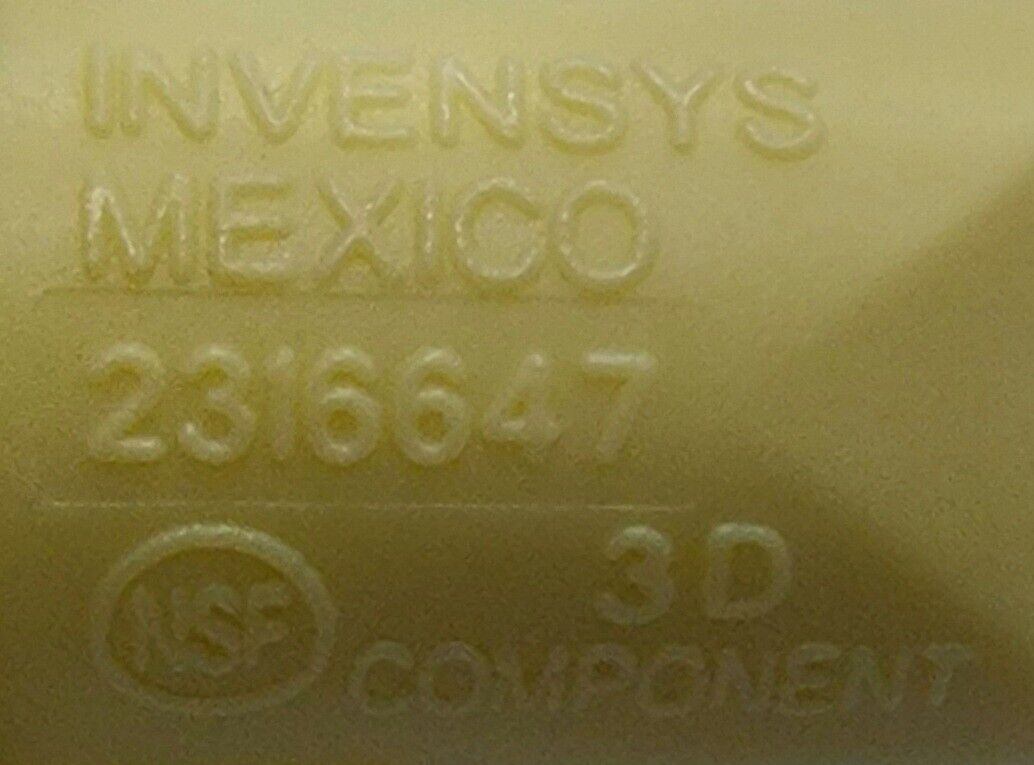 INVENSYS
MEXICO
2316647
NSF
3D
COMPONENT